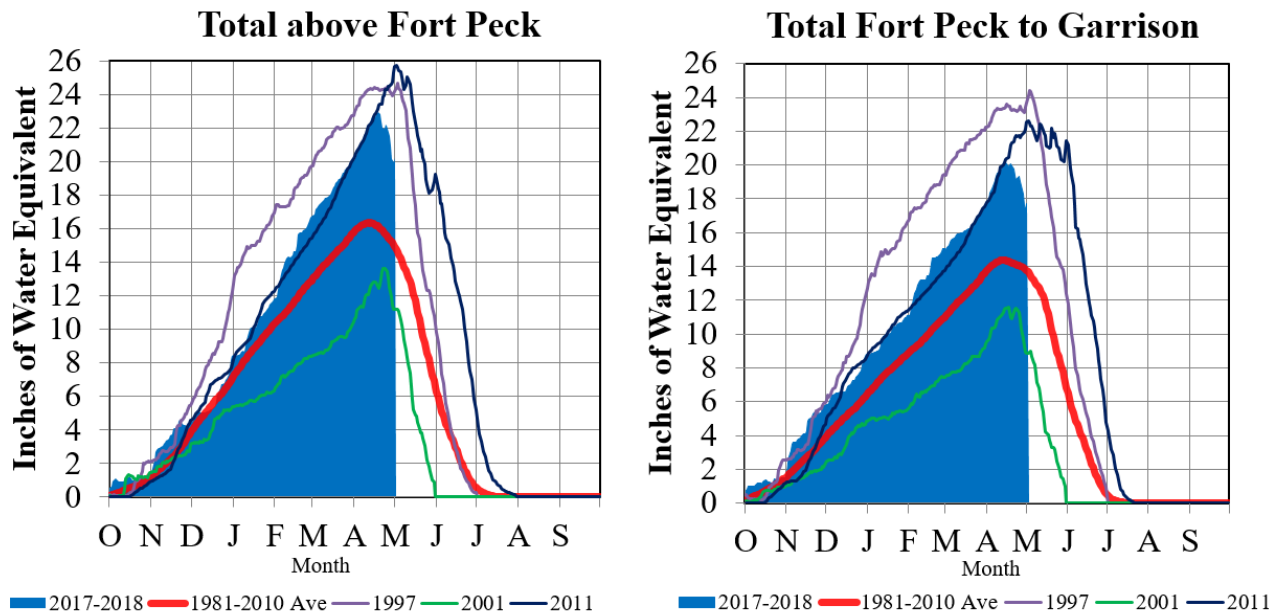 Total above Fort Peck
Inches of Water Equivalent
26
24
22
20
18
16
14
12
10
8
6
4
2
0
O N D J F M A M J J A S
Month
2017-2018 1981-2010 Ave 1997 2001 2011
Total Fort Peck to Garrison
Inches of Water Equivalent
26
24
22
20
18
16
14
12
10
8
6
4
2
0
O N D J F M A M J J A S
Month
2017-2018 1981-2010 Ave 1997 2001 2011